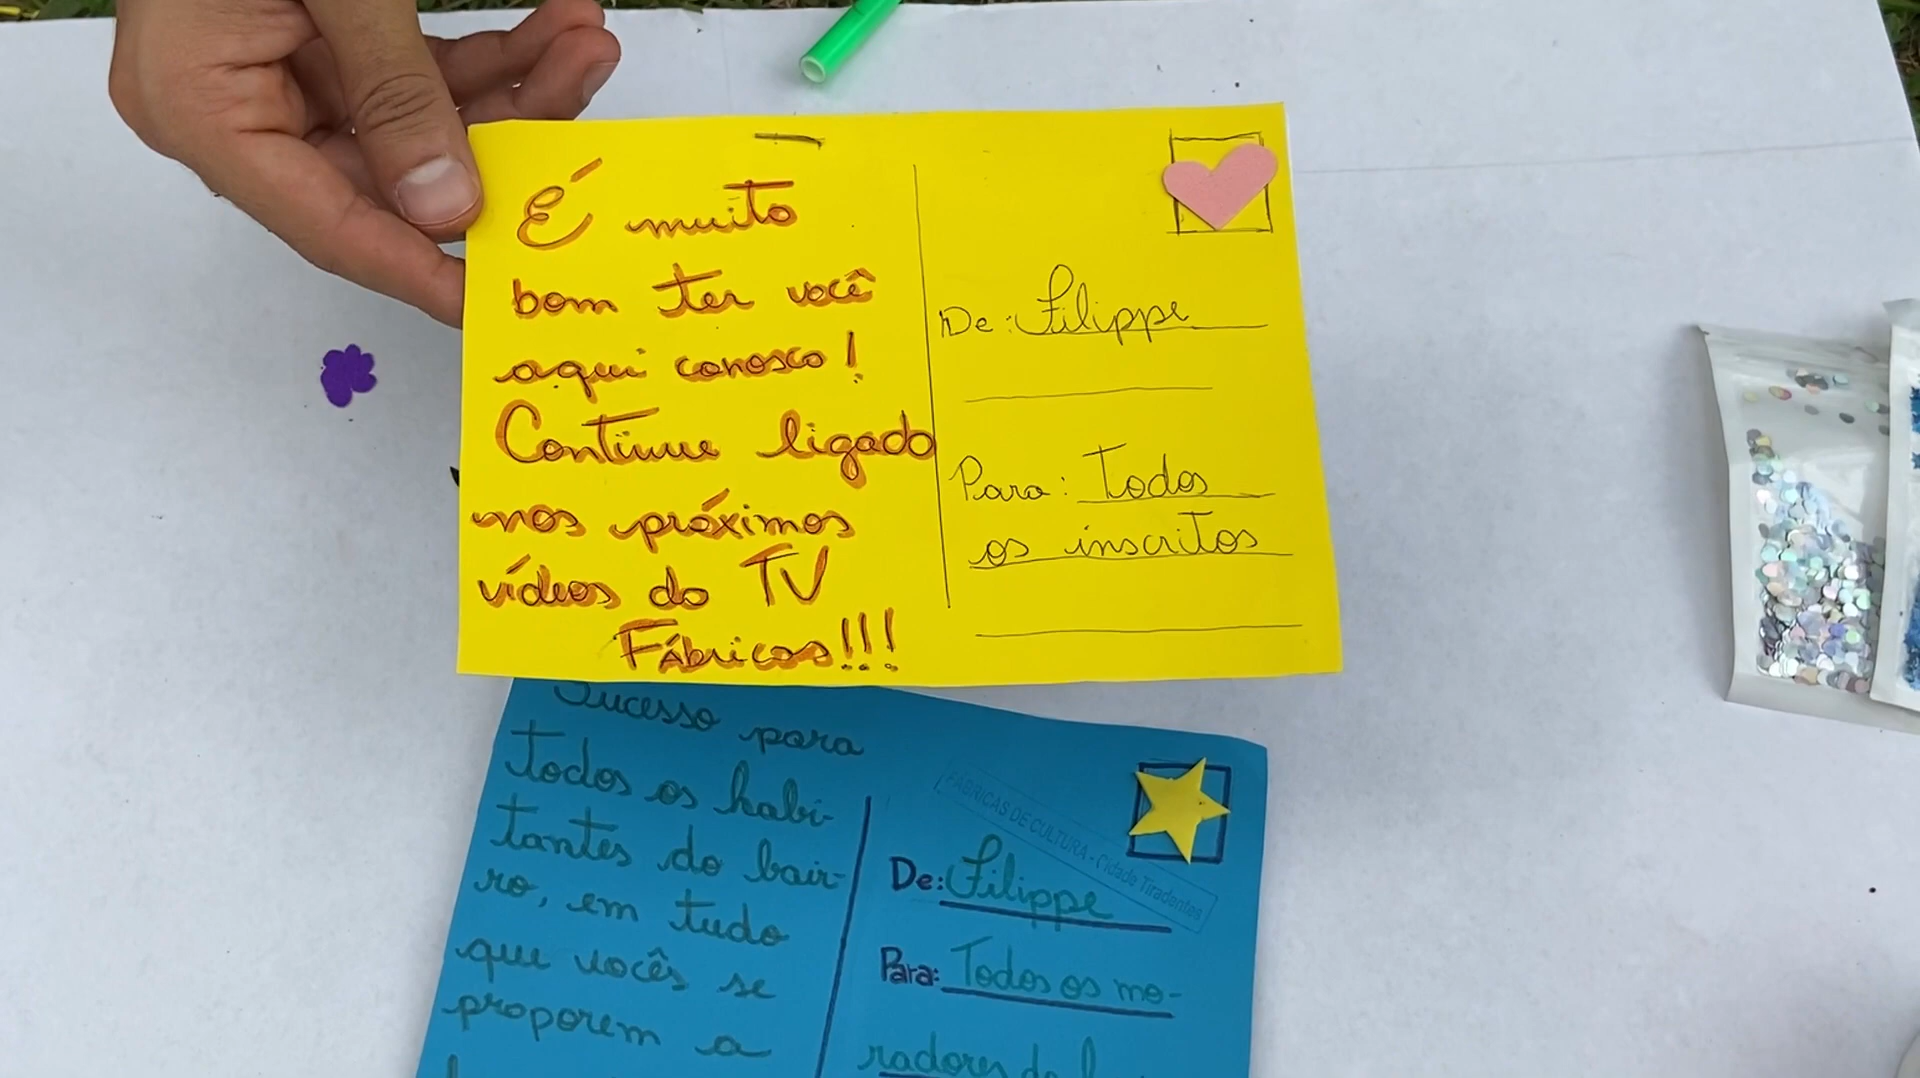 É muito
bom ter você
aqui conosco!
Continue ligado
nos próximos
vídeos do TV
Fábricas!!!
De: Filippe
Para: Todos
os inscritos
Sucesso para
todos os habi-
tantes do bair-
ro, em tudo
que vocês se
proporem a
FÁBRICAS DE CULTURA - Cidade Tiradentes
De: Filippe
Para: Todos os mo-
radores do